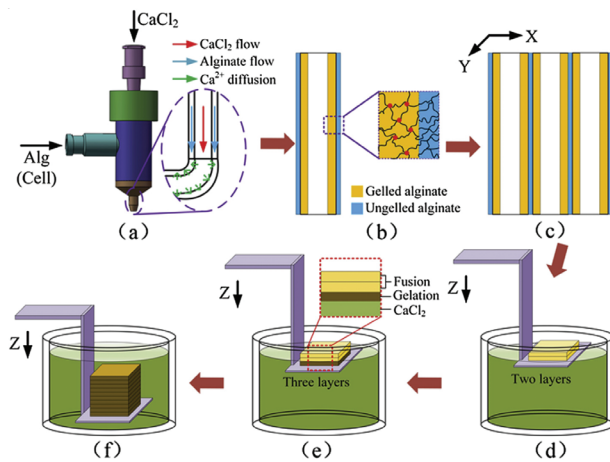 CaCl2
CaCl2 flow
Alginate flow
Ca2+ diffusion
Alg
(Cell)
(a)
Gelled alginate
Ungelled alginate
(b)
X
Y
(c)
Z
Two layers
(d)
Z
Fusion
Gelation
CaCl2
Three layers
(e)
Z
(f)